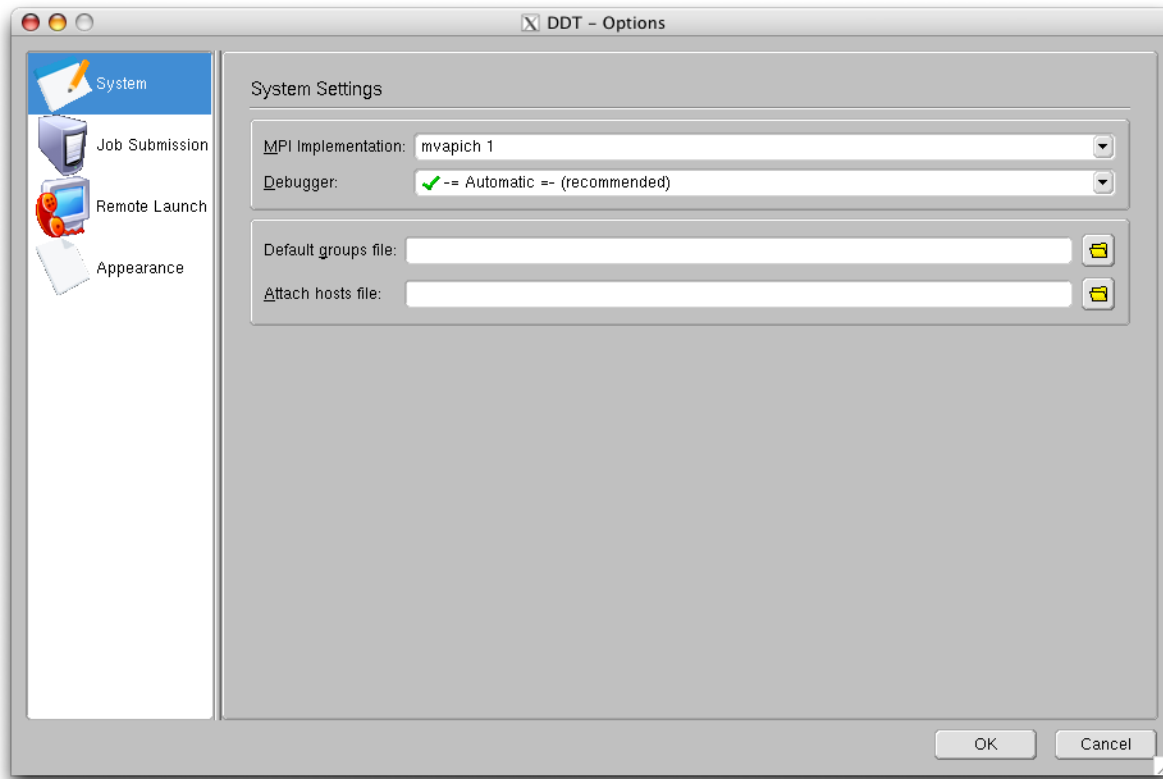 DDT – Options
System
Job Submission
Remote Launch
Appearance
System Settings
MPI Implementation: mvapich 1
Debugger: -= Automatic =- (recommended)
Default groups file:
Attach hosts file:
OK Cancel